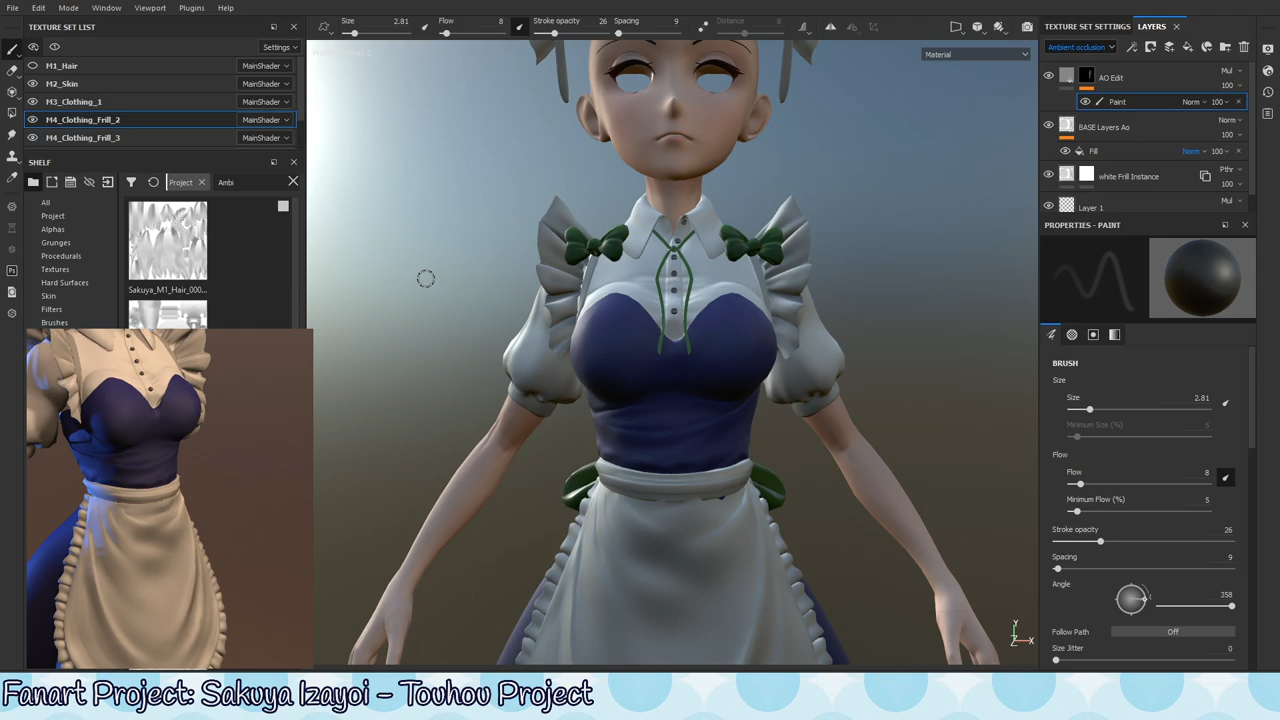 File Edit Mode Window Viewport Plugins Help
TEXTURE SET LIST
Size 2.81 Flow 8 Stroke opacity 26 Spacing 9 Distance 8
TEXTURE SET SETTINGS LAYERS
Settings
Material
Ambient occlusion
M1_Hair MainShader
M2_Skin MainShader
M3_Clothing_1 MainShader
M4_Clothing_Frill_2 MainShader
M4_Clothing_Frill_3 MainShader
AO Edit Mul 100
Paint Norm 100
BASE Layers Ao Norm 100
Fill Norm 100
white Frill Instance Pthr 100
Layer 1 Mul
SHELF
Project Ambi
All
Project
Alphas
Grunges
Procedurals
Textures
Hard Surfaces
Skin
Filters
Brushes
Sakuya_M1_Hair_000...
PROPERTIES - PAINT
BRUSH
Size
Size 2.81
Minimum Size (%) 5
Flow
Flow 8
Minimum Flow (%) 5
Stroke opacity 26
Spacing 9
Angle 358
Follow Path Off
Size Jitter 0
Y
Z X
Ps
Fanart Project: Sakuya Izayoi - Touhou Project